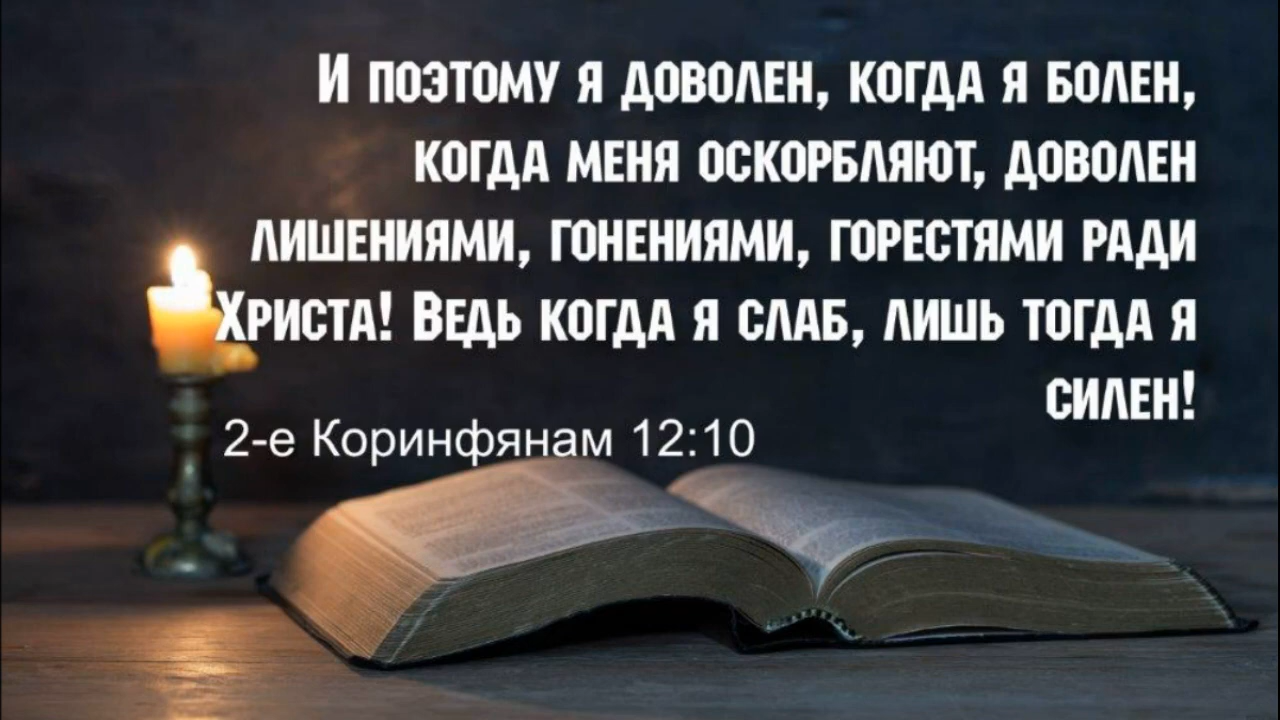 И поэтому я доволен, когда я болен,
когда меня оскорбляют, доволен
лишениями, гонениями, горестями ради
Христа! Ведь когда я слаб, лишь тогда я
силен!
2-е Коринфянам 12:10